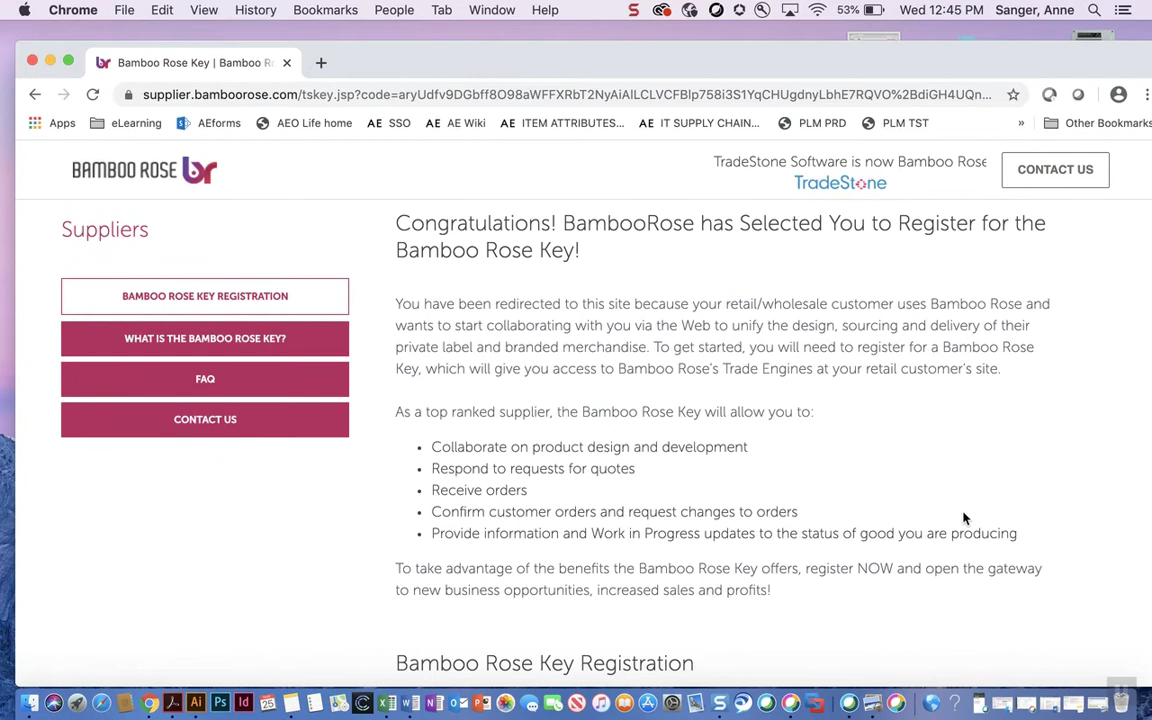 Chrome File Edit View History Bookmarks People Tab Window Help 53% Wed 12:45 PM Sanger, Anne
Bamboo Rose Key | Bamboo Ro
supplier.bamboorose.com/tskey.jsp?code=aryUdfv9DGbff8O98aWFFXRbT2NyAiAlLCLVCFBlp758i3S1YqCHUgdnyLbhE7RQVO%2BdiGH4UQn...
Apps eLearning AEforms AEO Life home AE SSO AE AE Wiki AE ITEM ATTRIBUTES... AE IT SUPPLY CHAIN... PLM PRD PLM TST » Other Bookmarks
BAMBOO ROSE br
TradeStone Software is now Bamboo Rose
TradeStone
CONTACT US
Suppliers
BAMBOO ROSE KEY REGISTRATION
WHAT IS THE BAMBOO ROSE KEY?
FAQ
CONTACT US
Congratulations! BambooRose has Selected You to Register for the
Bamboo Rose Key!
You have been redirected to this site because your retail/wholesale customer uses Bamboo Rose and
wants to start collaborating with you via the Web to unify the design, sourcing and delivery of their
private label and branded merchandise. To get started, you will need to register for a Bamboo Rose
Key, which will give you access to Bamboo Rose's Trade Engines at your retail customer's site.
As a top ranked supplier, the Bamboo Rose Key will allow you to:
• Collaborate on product design and development
• Respond to requests for quotes
• Receive orders
• Confirm customer orders and request changes to orders
• Provide information and Work in Progress updates to the status of good you are producing
To take advantage of the benefits the Bamboo Rose Key offers, register NOW and open the gateway
to new business opportunities, increased sales and profits!
Bamboo Rose Key Registration